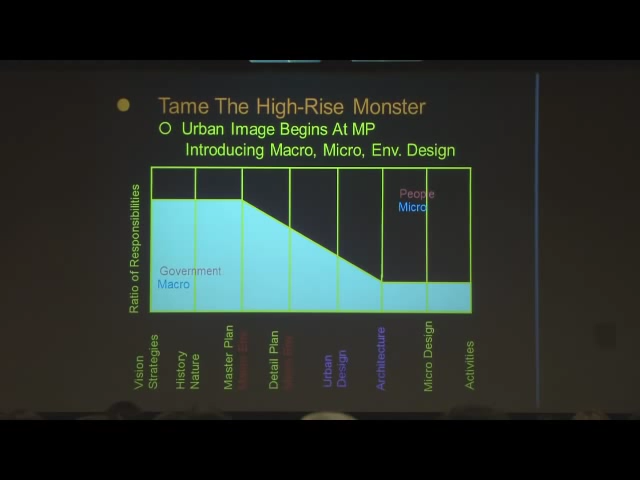 Tame The High-Rise Monster
Urban Image Begins At MP
Introducing Macro, Micro, Env. Design
Ratio of Responsibilities
People
Micro
Government
Macro
Vision
Strategies
History
Nature
Master Plan
Detail Plan
Urban
Design
Architecture
Micro Design
Activities